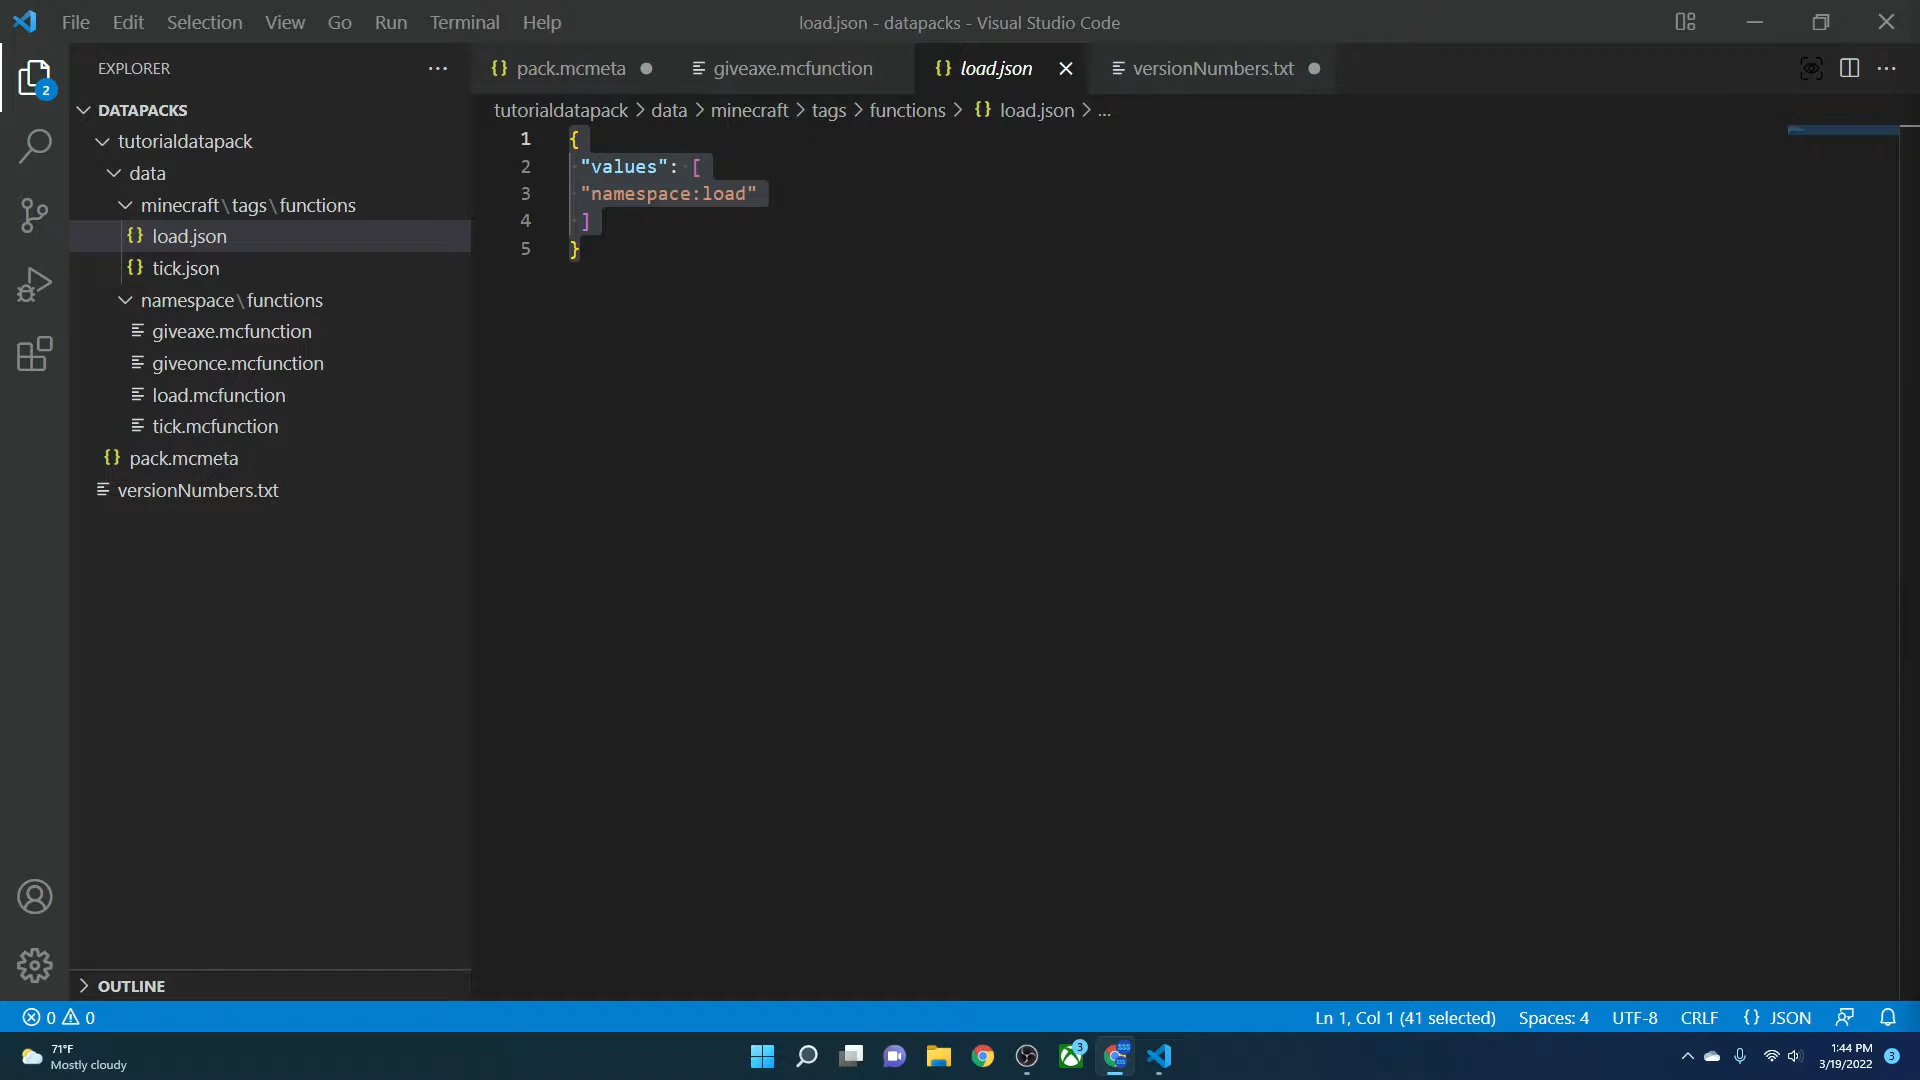 File Edit Selection View Go Run Terminal Help
load.json - datapacks - Visual Studio Code
EXPLORER
pack.mcmeta
giveaxe.mcfunction
load.json
versionNumbers.txt
2
DATAPACKS
tutorialdatapack > data > minecraft > tags > functions > {} load.json > ...
tutorialdatapack
data
minecraft\tags\functions
{} load.json
{} tick.json
namespace\functions
giveaxe.mcfunction
giveonce.mcfunction
load.mcfunction
tick.mcfunction
{} pack.mcmeta
versionNumbers.txt
1 {
2 "values": [
3 "namespace:load"
4 ]
5 }
OUTLINE
0 0
Ln 1, Col 1 (41 selected) Spaces: 4 UTF-8 CRLF {} JSON
71°F
Mostly cloudy
3
SSS
1:44 PM
3/19/2022
3